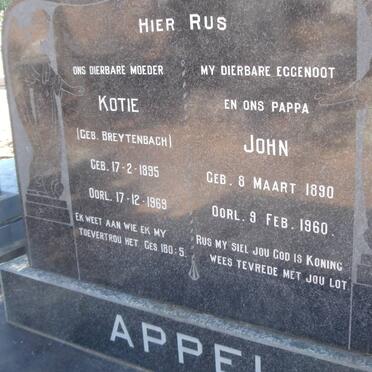 HIER RUS
ONS DIERBARE MOEDER
KOTIE
(GEB. BREYTENBACH)
GEB. 17-2-1895
OORL. 17-12-1969
EK WEET AAN WIE EK MY
TOEVERTROU HET. GES 180:5.
MY DIERBARE EGGENOOT
EN ONS PAPPA
JOHN
GEB. 8 MAART 1890
OORL. 9 FEB. 1960.
RUS MY SIEL JOU GOD IS KONING
WEES TEVREDE MET JOU LOT.
APPEL